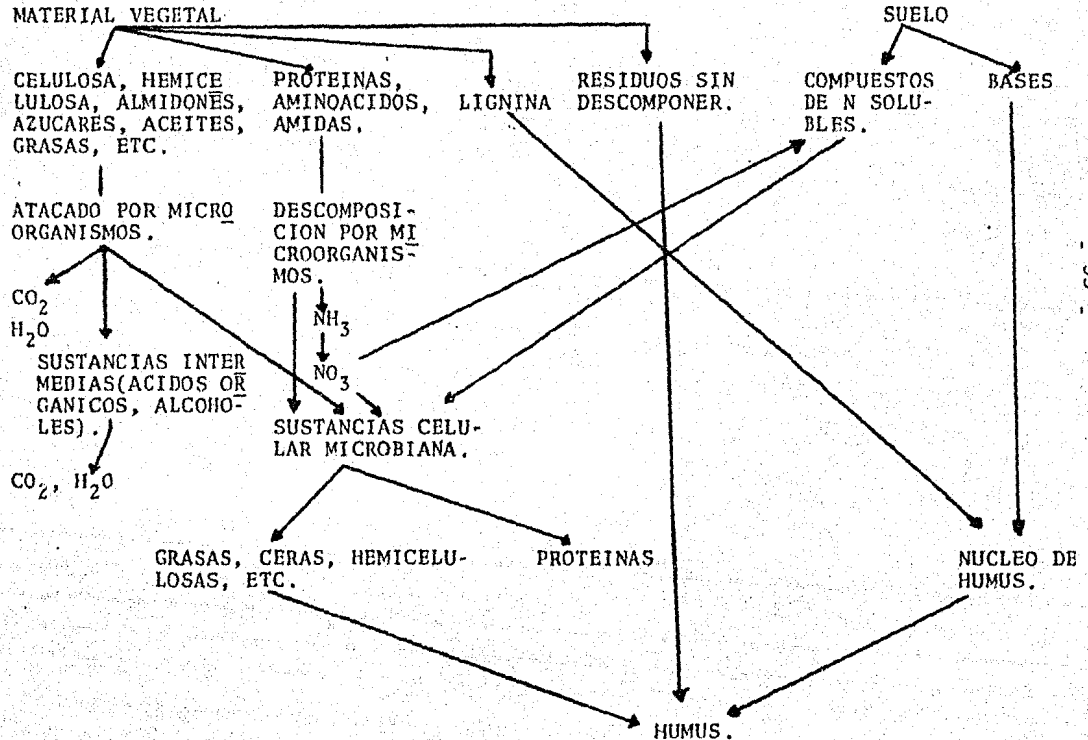 MATERIAL VEGETAL
SUELO
CELULOSA, HEMICE
LULOSA, ALMIDONES,
AZUCARES, ACEITES,
GRASAS, ETC.
PROTEINAS,
AMINOACIDOS,
AMIDAS.
LIGNINA
RESIDUOS SIN
DESCOMPONER.
COMPUESTOS
DE N SOLU-
BLES.
BASES
ATACADO POR MICRO
ORGANISMOS.
DESCOMPOSI-
CION POR MI
CROORGANIS-
MOS.
CO2
H2O
NH3
NO3
SUSTANCIAS INTER
MEDIAS(ACIDOS OR
GANICOS, ALCOHO-
LES).
SUSTANCIAS CELU-
LAR MICROBIANA.
CO2, H2O
GRASAS, CERAS, HEMICELU-
LOSAS, ETC.
PROTEINAS
NUCLEO DE
HUMUS.
HUMUS.